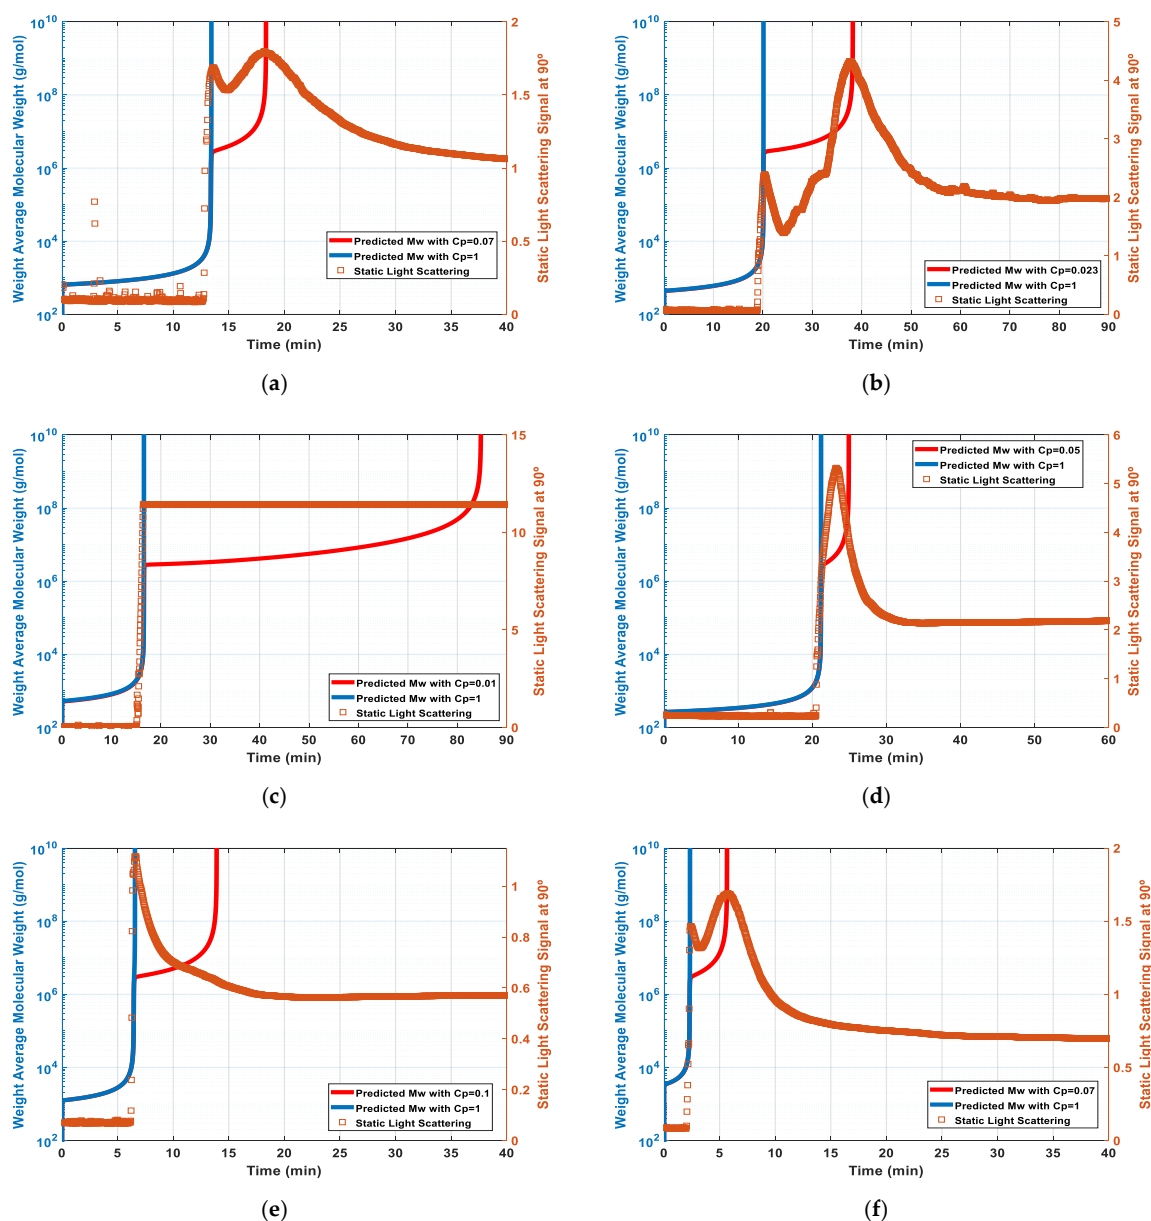 Weight Average Molecular Weight (g/mol)
10^10
10^8
10^6
10^4
10^2
0 5 10 15 20 25 30 35 40
Time (min)
2
1.5
1
0.5
0
Static Light Scattering Signal at 90º
Predicted Mw with Cp=0.07
Predicted Mw with Cp=1
Static Light Scattering
(a)
Weight Average Molecular Weight (g/mol)
10^10
10^8
10^6
10^4
10^2
0 10 20 30 40 50 60 70 80 90
Time (min)
5
4
3
2
1
0
Static Light Scattering Signal at 90º
Predicted Mw with Cp=0.023
Predicted Mw with Cp=1
Static Light Scattering
(b)
Weight Average Molecular Weight (g/mol)
10^10
10^8
10^6
10^4
10^2
0 10 20 30 40 50 60 70 80 90
Time (min)
15
10
5
0
Static Light Scattering Signal at 90º
Predicted Mw with Cp=0.01
Predicted Mw with Cp=1
Static Light Scattering
(c)
Weight Average Molecular Weight (g/mol)
10^10
10^8
10^6
10^4
10^2
0 10 20 30 40 50 60
Time (min)
6
5
4
3
2
1
0
Static Light Scattering Signal at 90º
Predicted Mw with Cp=0.05
Predicted Mw with Cp=1
Static Light Scattering
(d)
Weight Average Molecular Weight (g/mol)
10^10
10^8
10^6
10^4
10^2
0 5 10 15 20 25 30 35 40
Time (min)
1
0.8
0.6
0.4
0.2
0
Static Light Scattering Signal at 90º
Predicted Mw with Cp=0.1
Predicted Mw with Cp=1
Static Light Scattering
(e)
Weight Average Molecular Weight (g/mol)
10^10
10^8
10^6
10^4
10^2
0 5 10 15 20 25 30 35 40
Time (min)
2
1.5
1
0.5
0
Static Light Scattering Signal at 90º
Predicted Mw with Cp=0.07
Predicted Mw with Cp=1
Static Light Scattering
(f)